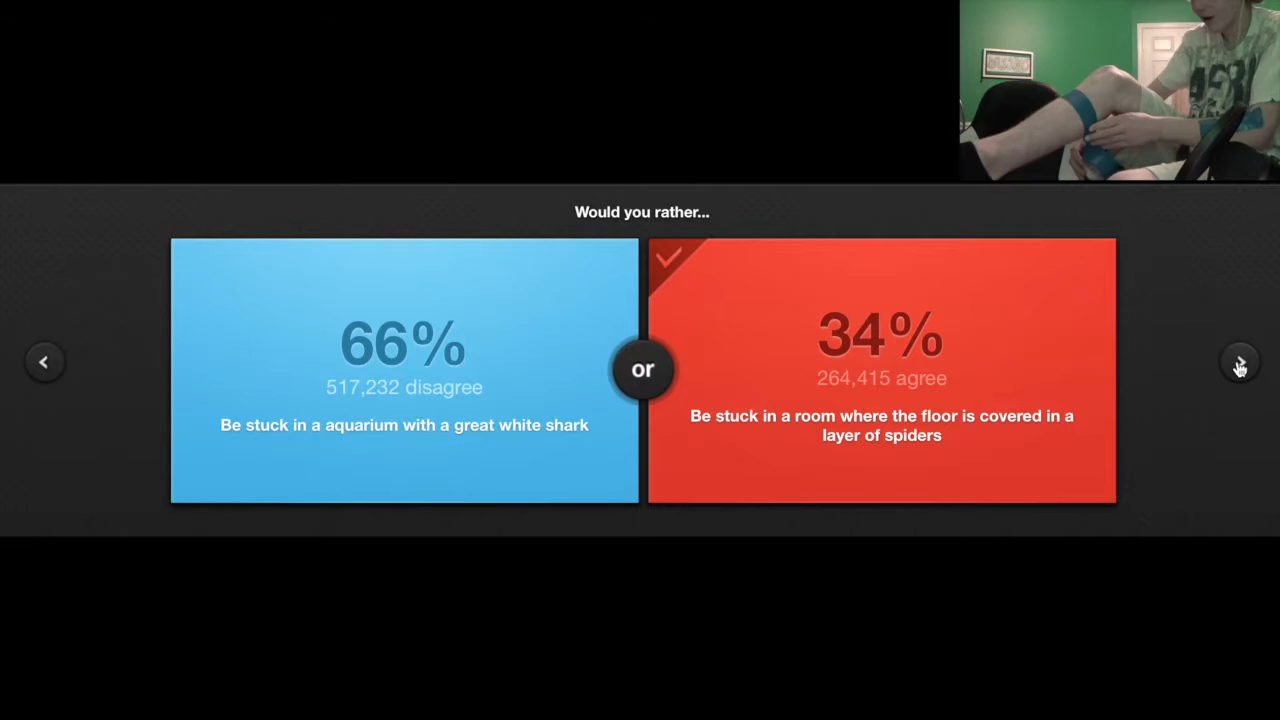 Would you rather...
66%
517,232 disagree
Be stuck in a aquarium with a great white shark
or
34%
264,415 agree
Be stuck in a room where the floor is covered in a
layer of spiders